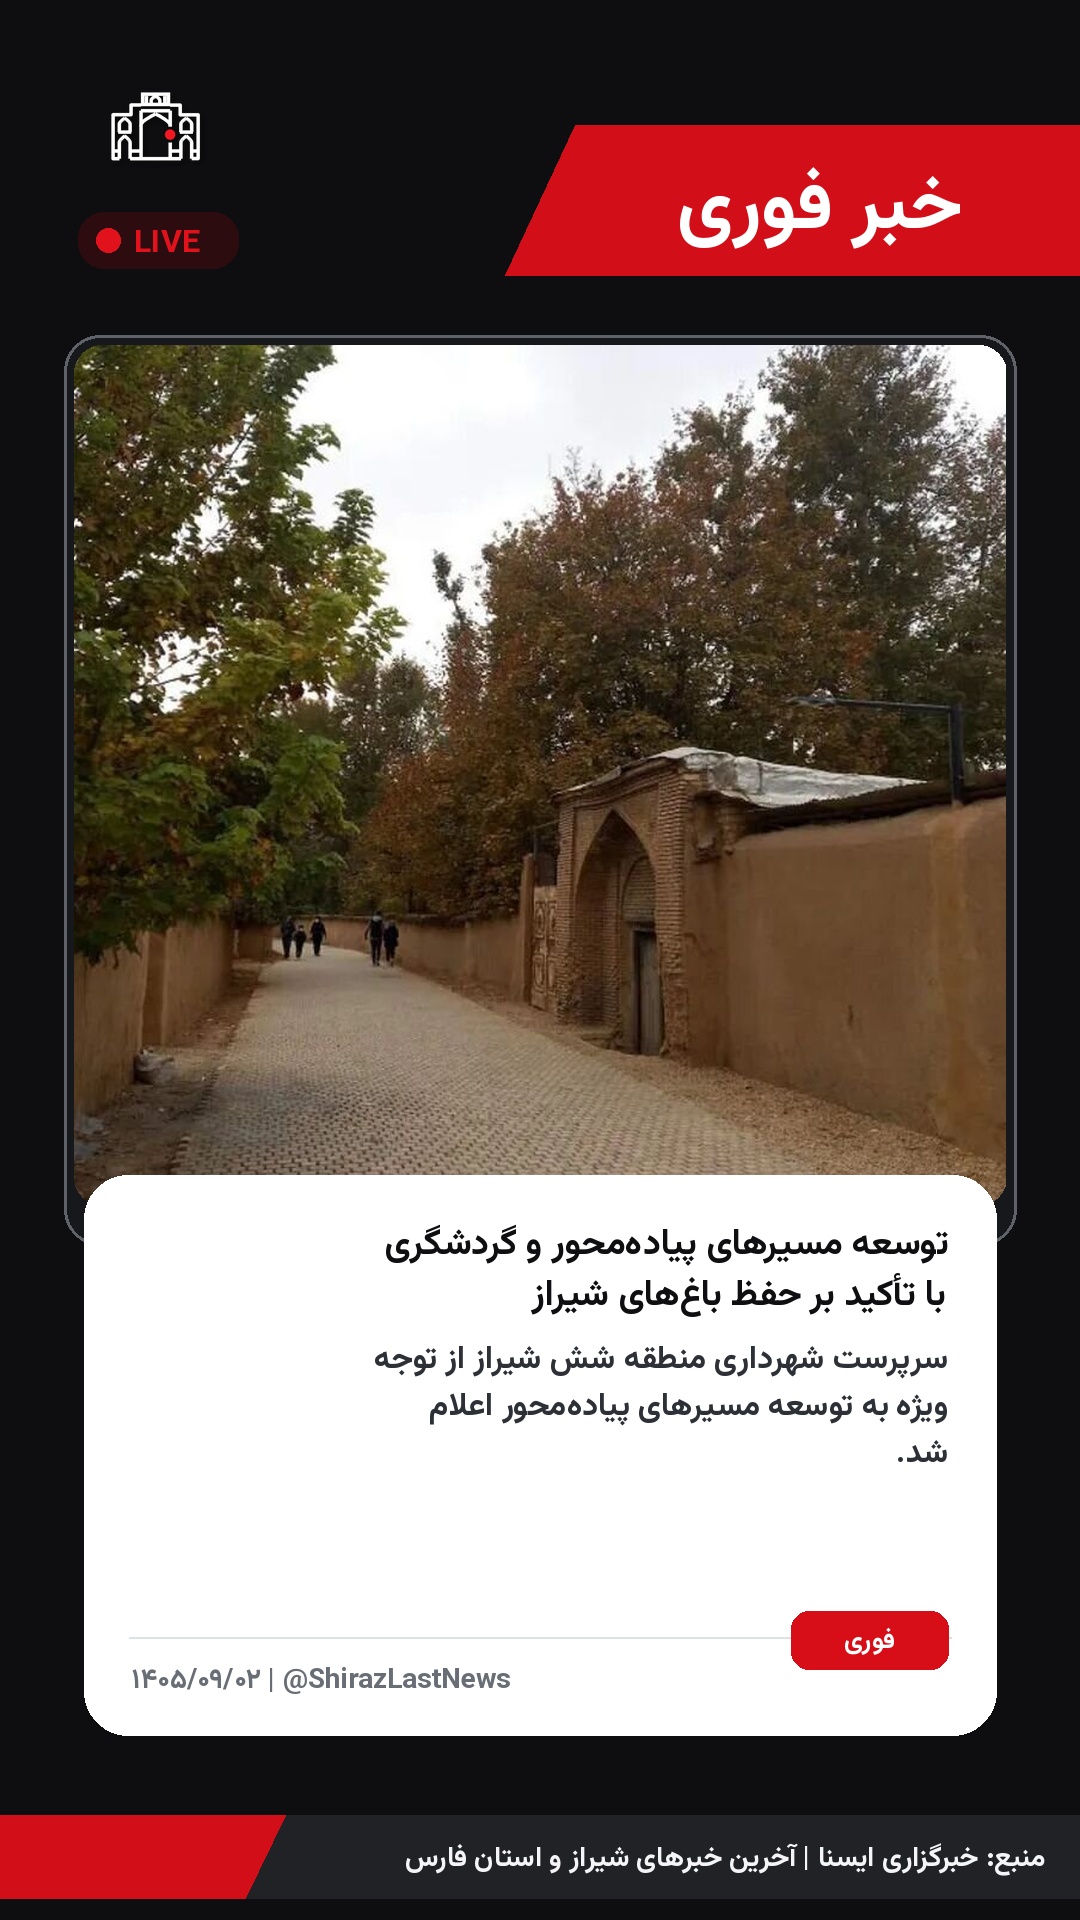 خبر فوری
LIVE
توسعه مسیرهای پیاده‌محور و گردشگری
با تأکید بر حفظ باغ‌های شیراز
سرپرست شهرداری منطقه شش شیراز از توجه
ویژه به توسعه مسیرهای پیاده‌محور اعلام
شد.
فوری
۱۴۰۵/۰۹/۰۲ | @ShirazLastNews
منبع: خبرگزاری ایسنا | آخرین خبرهای شیراز و استان فارس